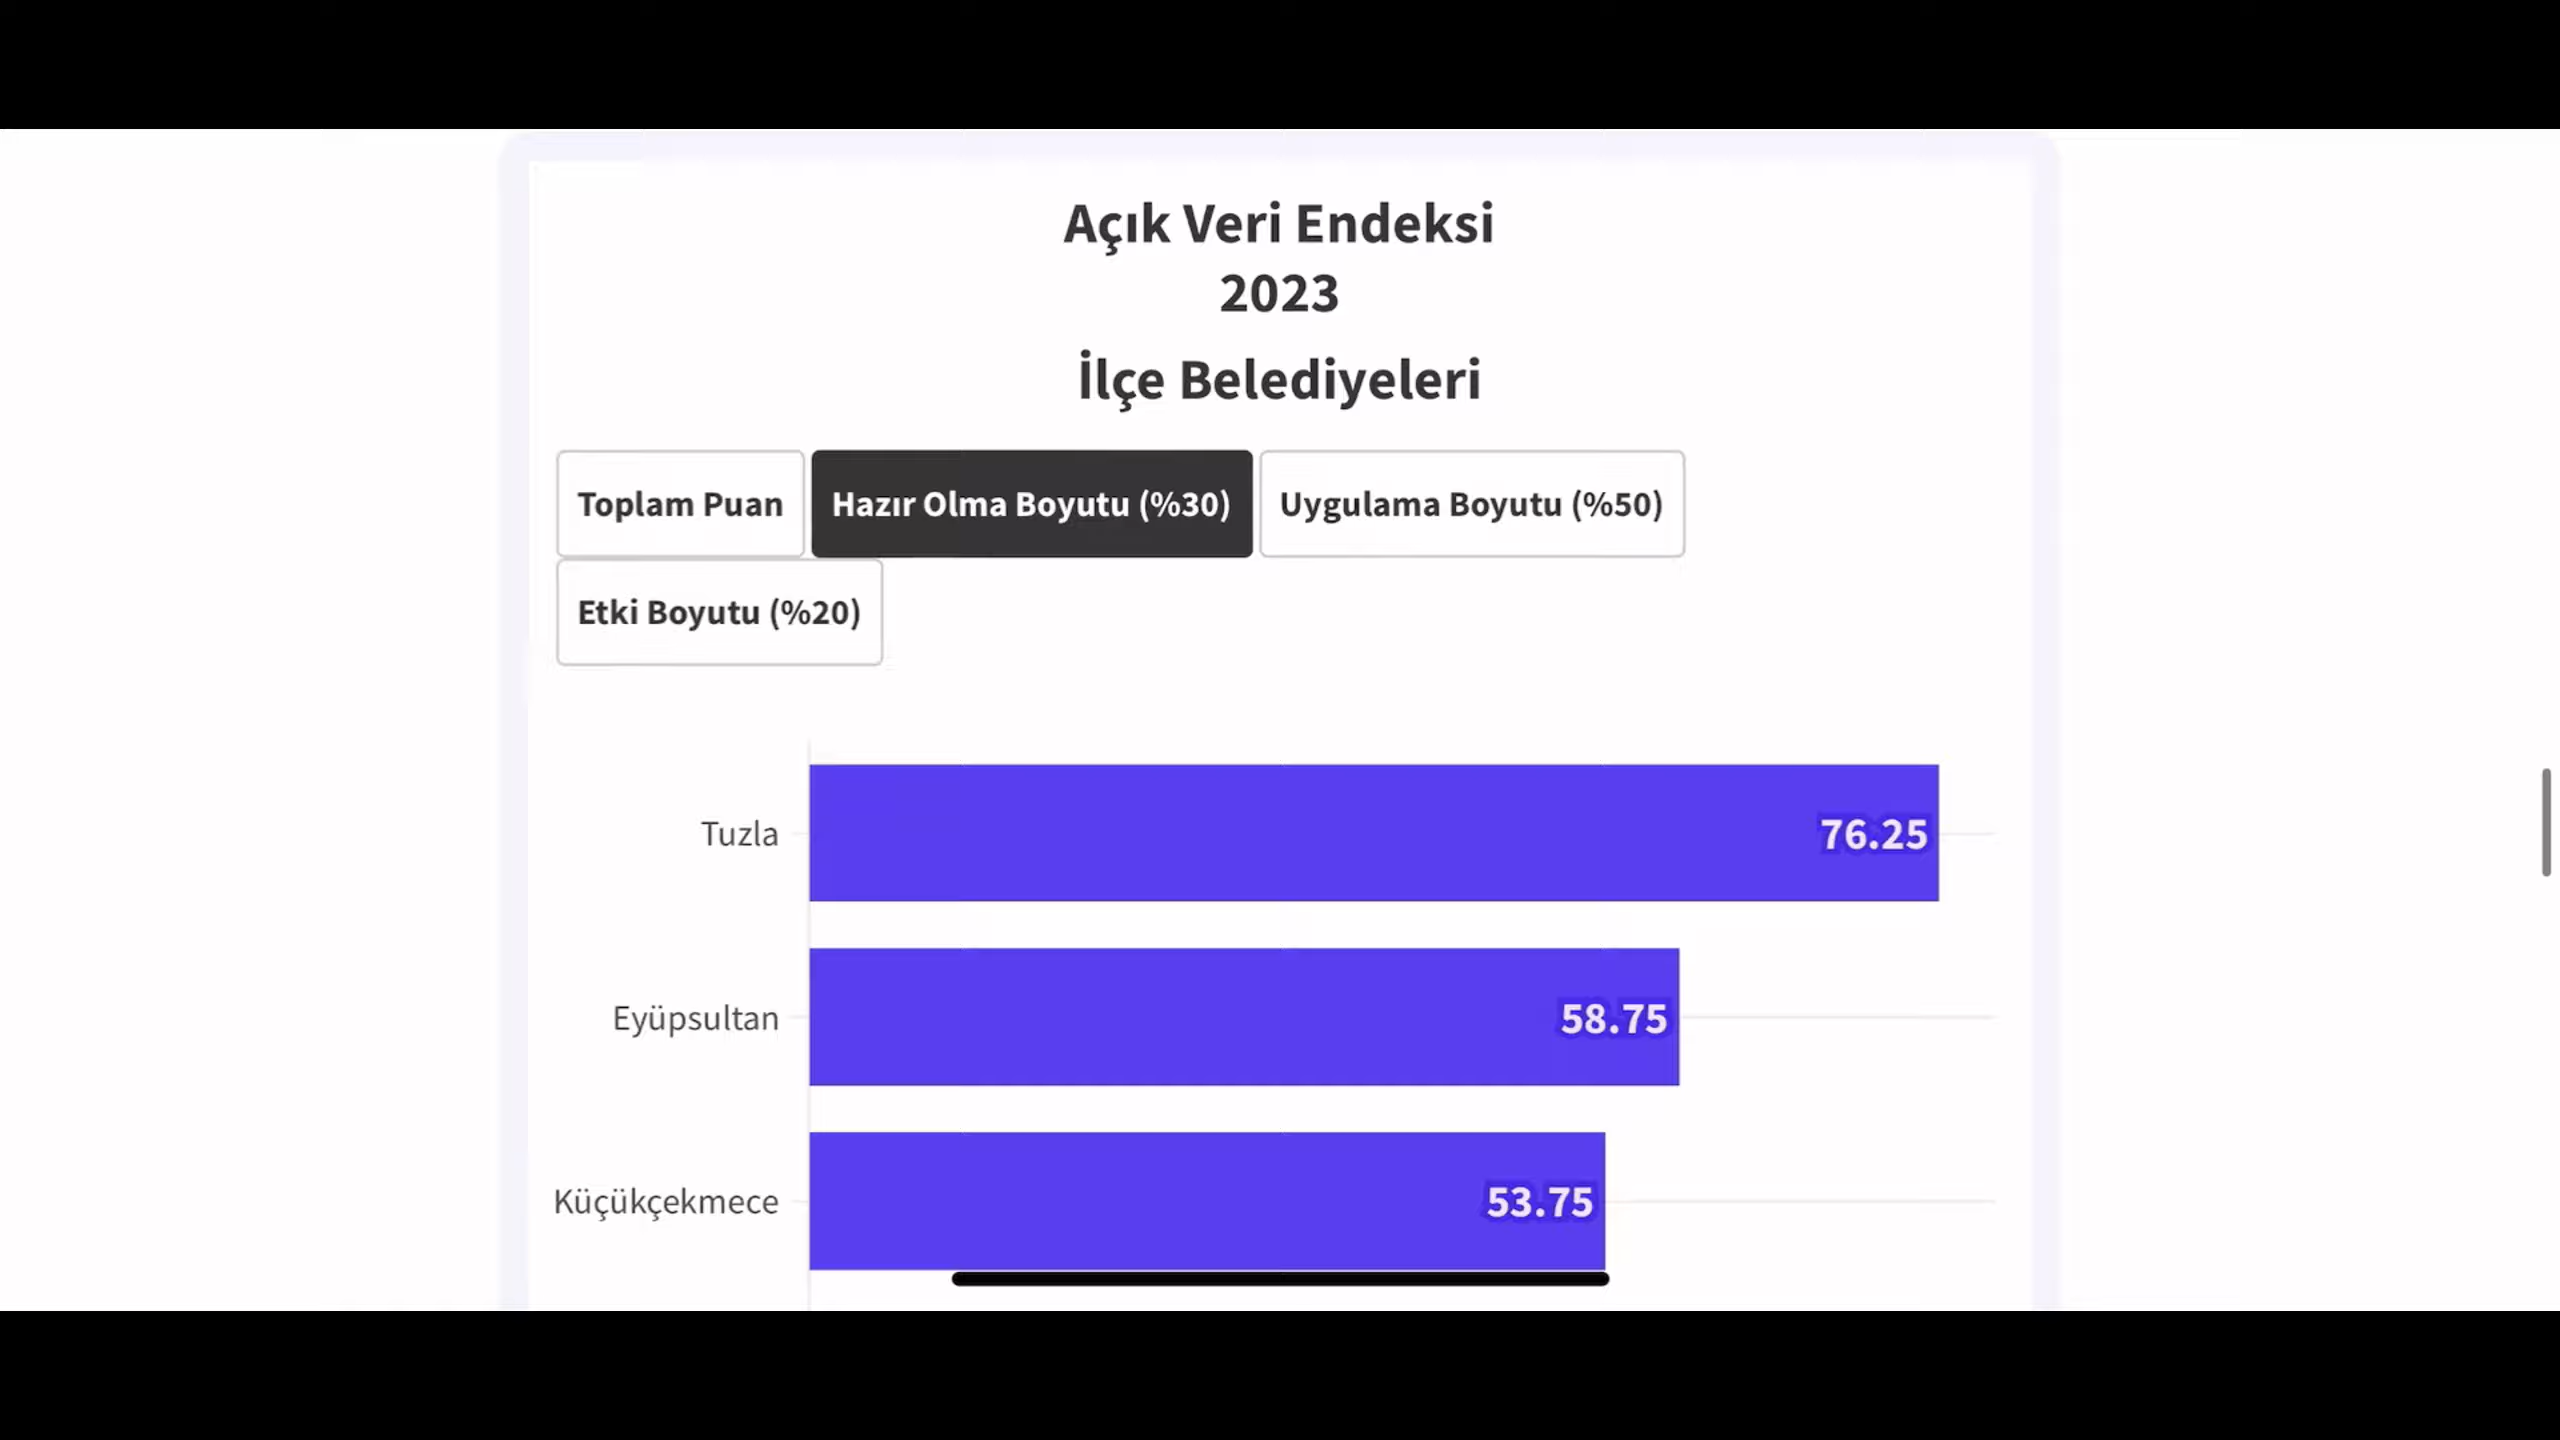 Açık Veri Endeksi
2023
İlçe Belediyeleri
Toplam Puan
Hazır Olma Boyutu (%30)
Uygulama Boyutu (%50)
Etki Boyutu (%20)
Tuzla
76.25
Eyüpsultan
58.75
Küçükçekmece
53.75